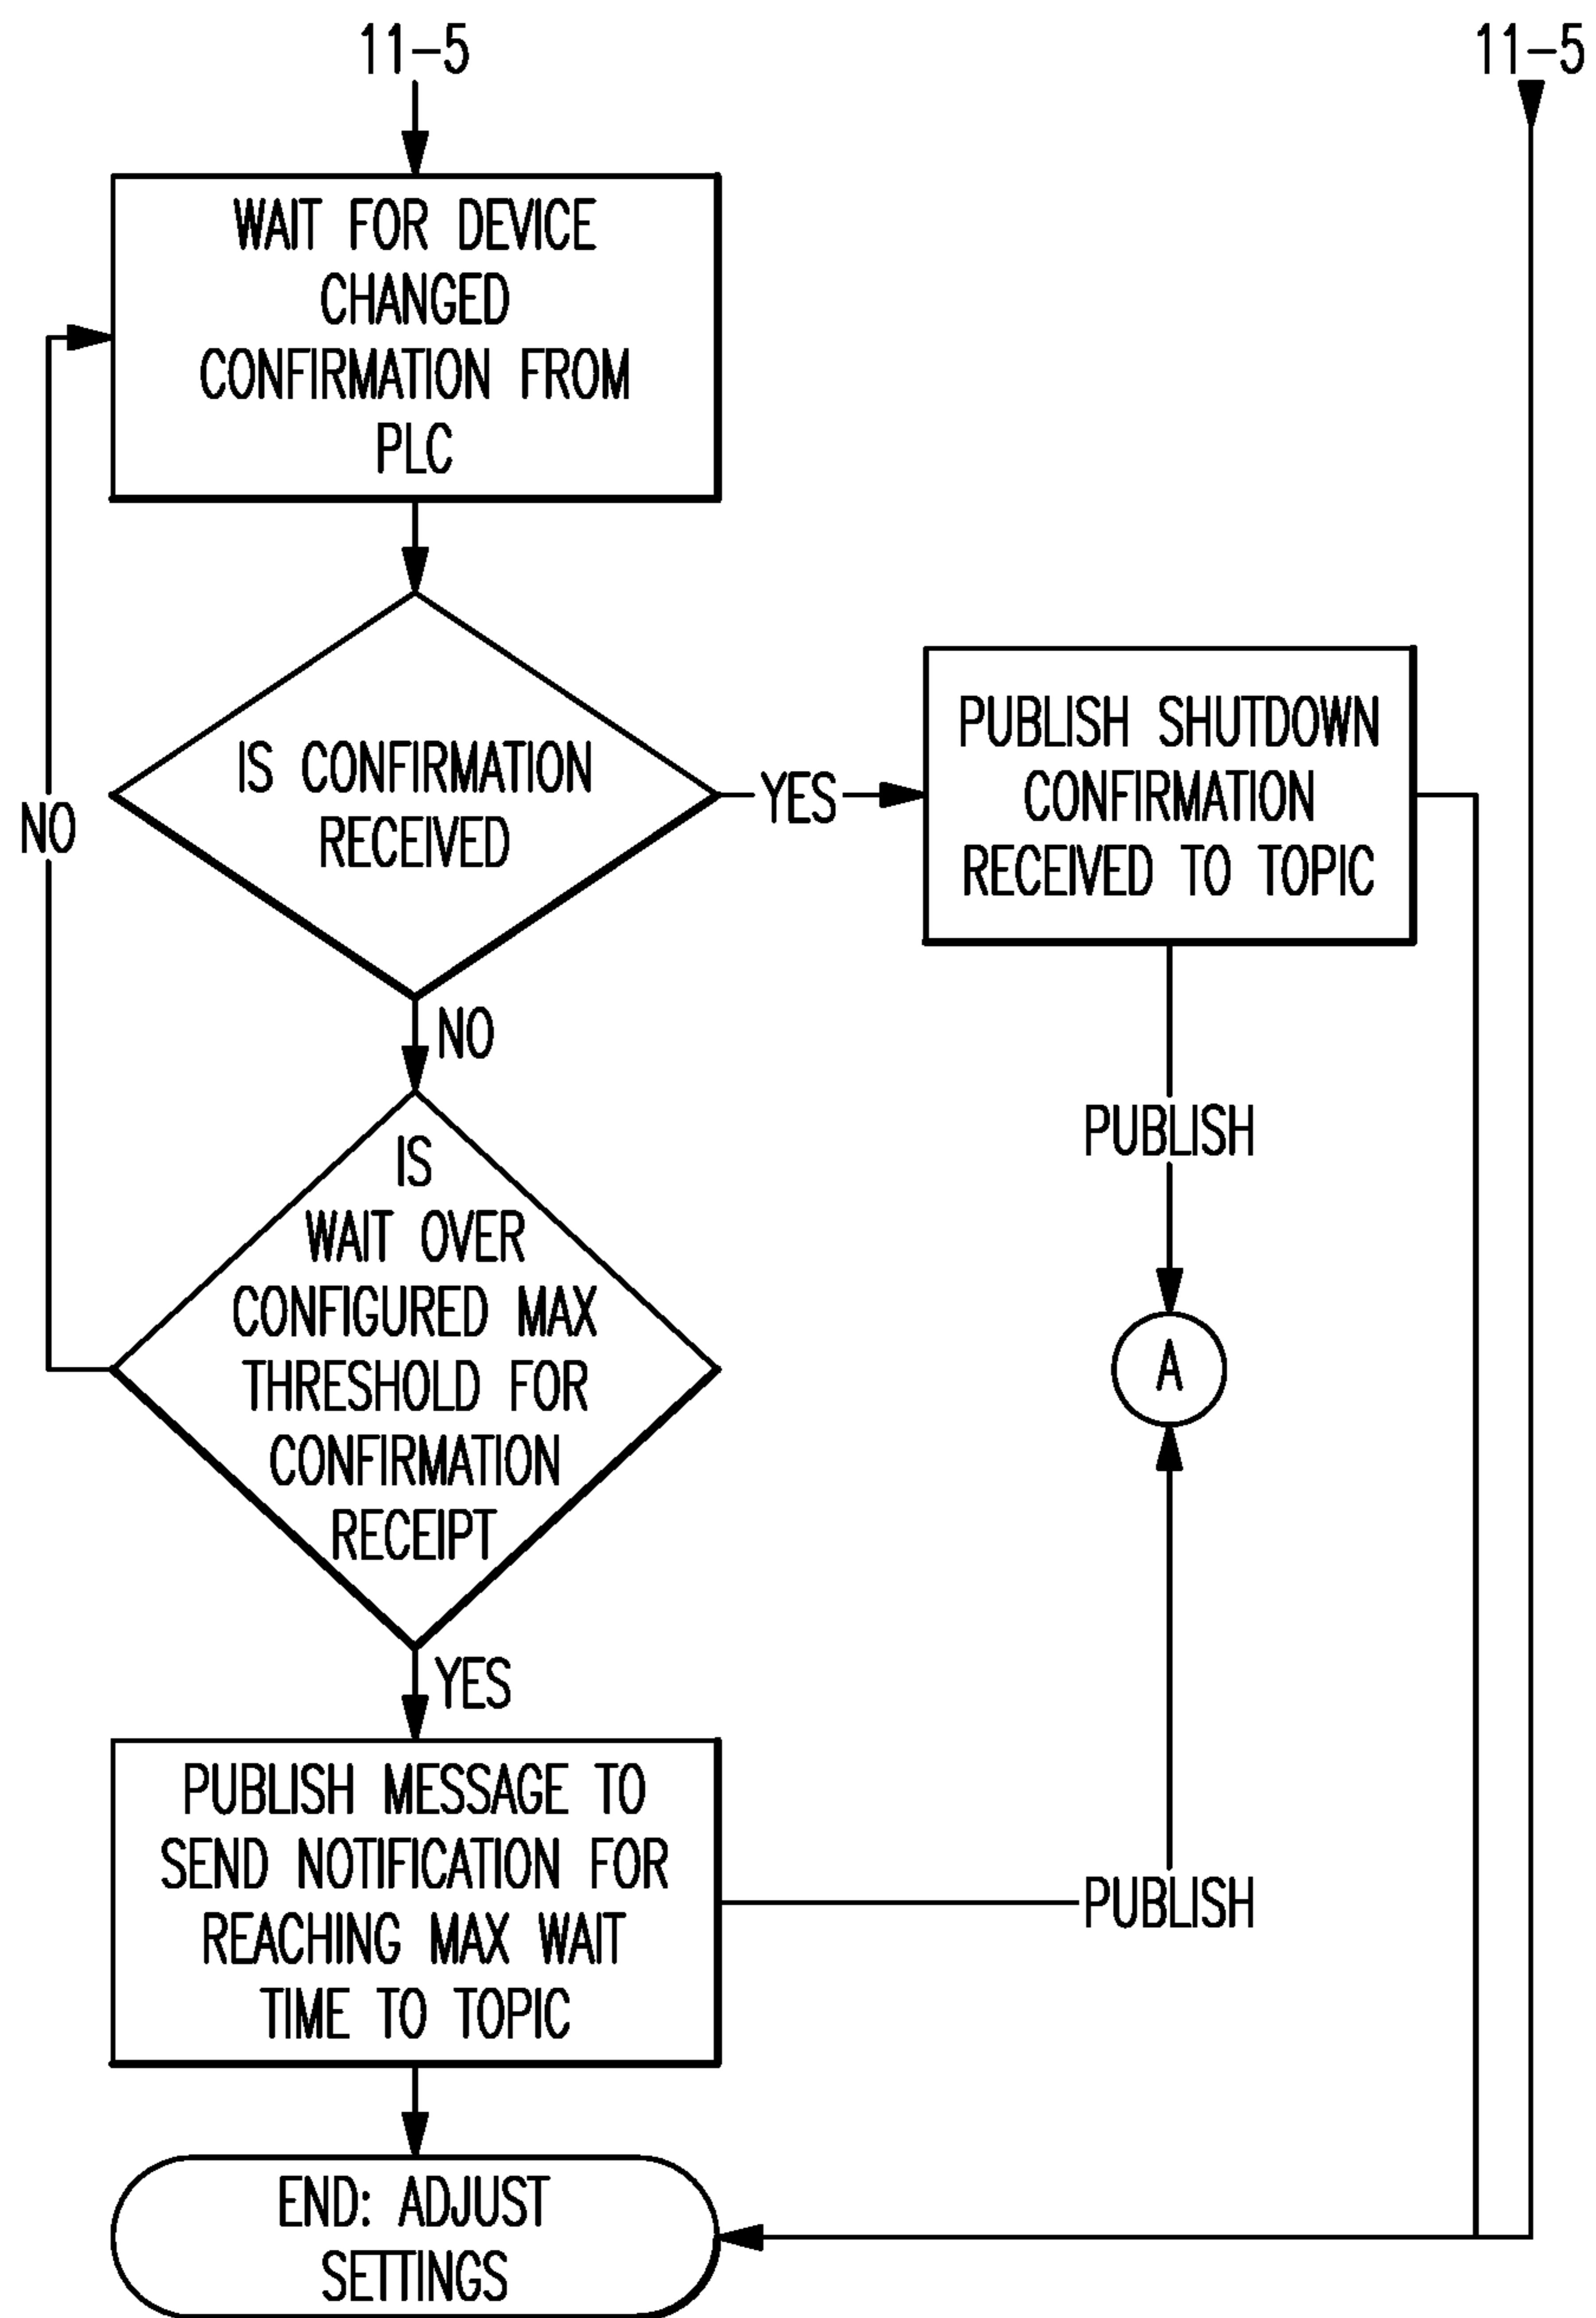 11-5
11-5
WAIT FOR DEVICE
CHANGED
CONFIRMATION FROM
PLC
IS CONFIRMATION
RECEIVED
YES
PUBLISH SHUTDOWN
CONFIRMATION
RECEIVED TO TOPIC
NO
NO
PUBLISH
IS
WAIT OVER
CONFIGURED MAX
THRESHOLD FOR
CONFIRMATION
RECEIPT
A
YES
PUBLISH MESSAGE TO
SEND NOTIFICATION FOR
REACHING MAX WAIT
TIME TO TOPIC
PUBLISH
END: ADJUST
SETTINGS